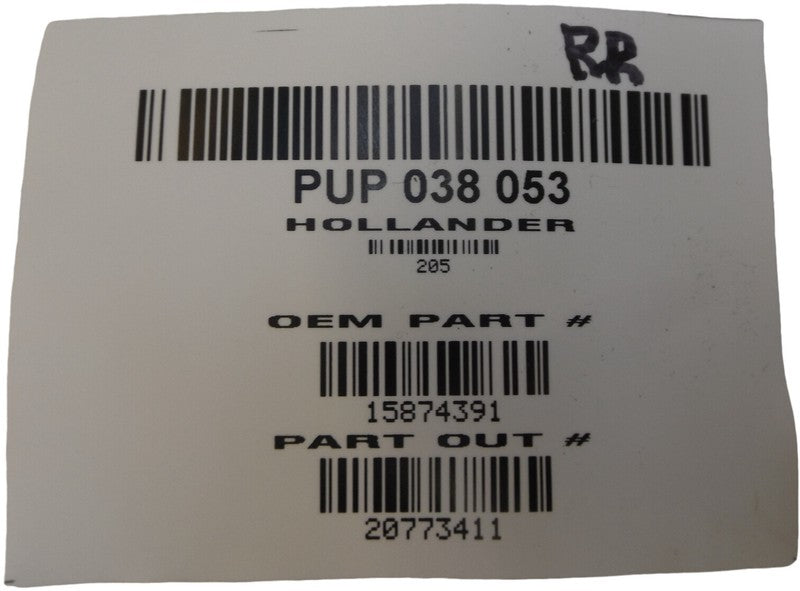 RR
PUP 038 053
HOLLANDER
205
OEM PART #
15874391
PART OUT #
20773411